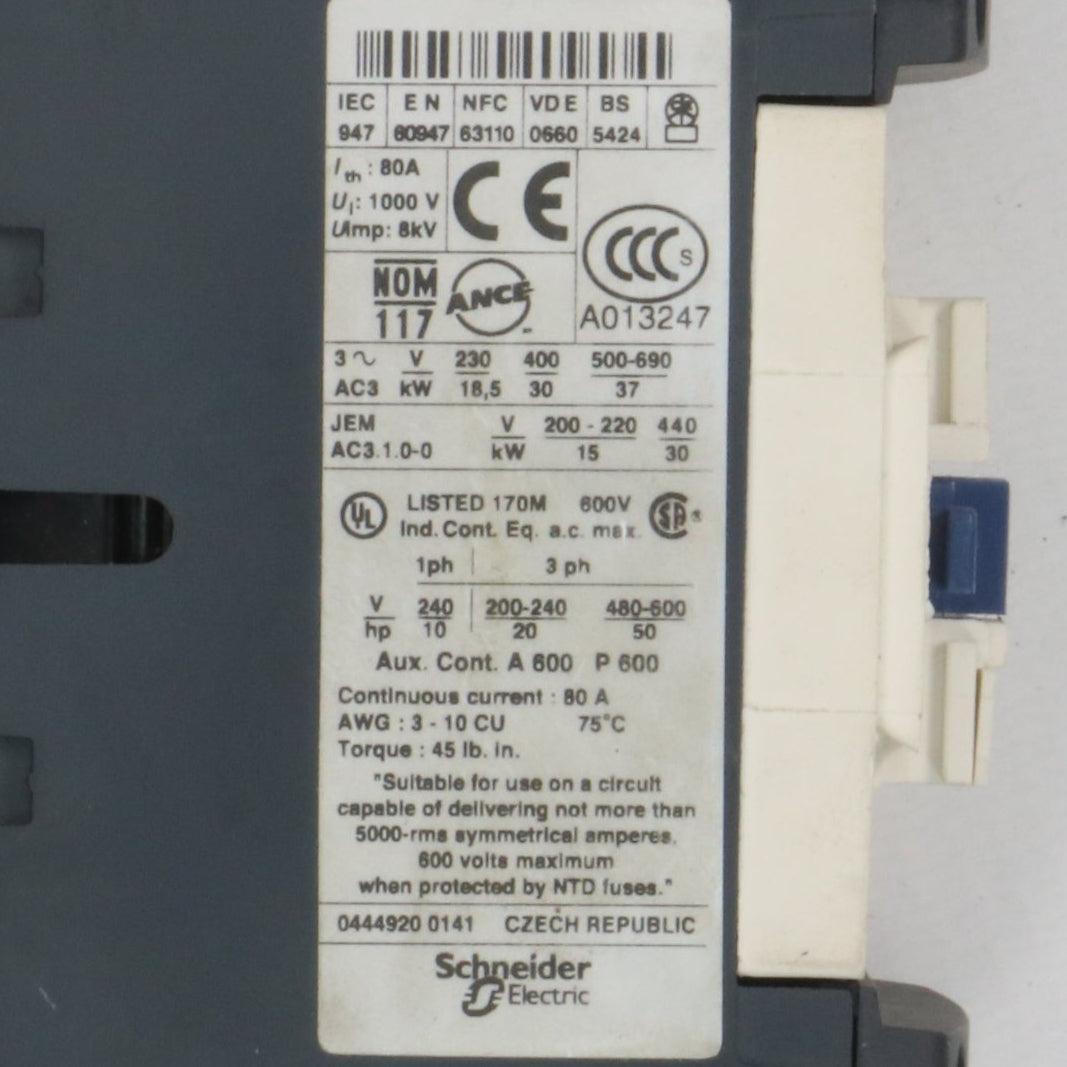 IEC EN NFC VDE BS
947 60947 63110 0660 5424
Ith : 80A
Ui: 1000 V
UImp: 8kV
CE
CCC S
A013247
NOM
117
ANCE
3 ~ V 230 400 500-690
AC3 kW 18,5 30 37
JEM V 200 - 220 440
AC3.1.0-0 kW 15 30
UL LISTED 170M 600V SA ®
Ind. Cont. Eq. a.c. max.
1ph 3 ph
V 240 200-240 480-600
hp 10 20 50
Aux. Cont. A 600 P 600
Continuous current : 80 A
AWG : 3 - 10 CU 75°C
Torque : 45 lb. in.
"Suitable for use on a circuit
capable of delivering not more than
5000-rms symmetrical amperes,
600 volts maximum
when protected by NTD fuses."
0444920 0141 CZECH REPUBLIC
Schneider
Electric